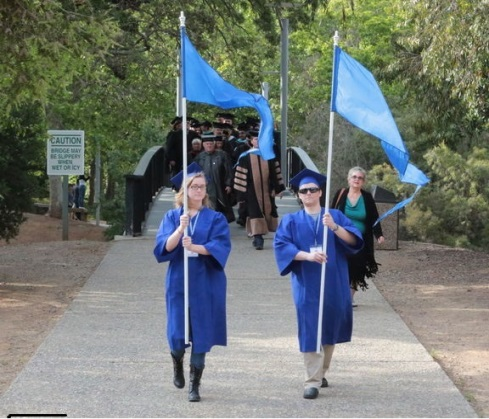 CAUTION
BRIDGE MAY
BE SLIPPERY
WHEN
WET OR ICY